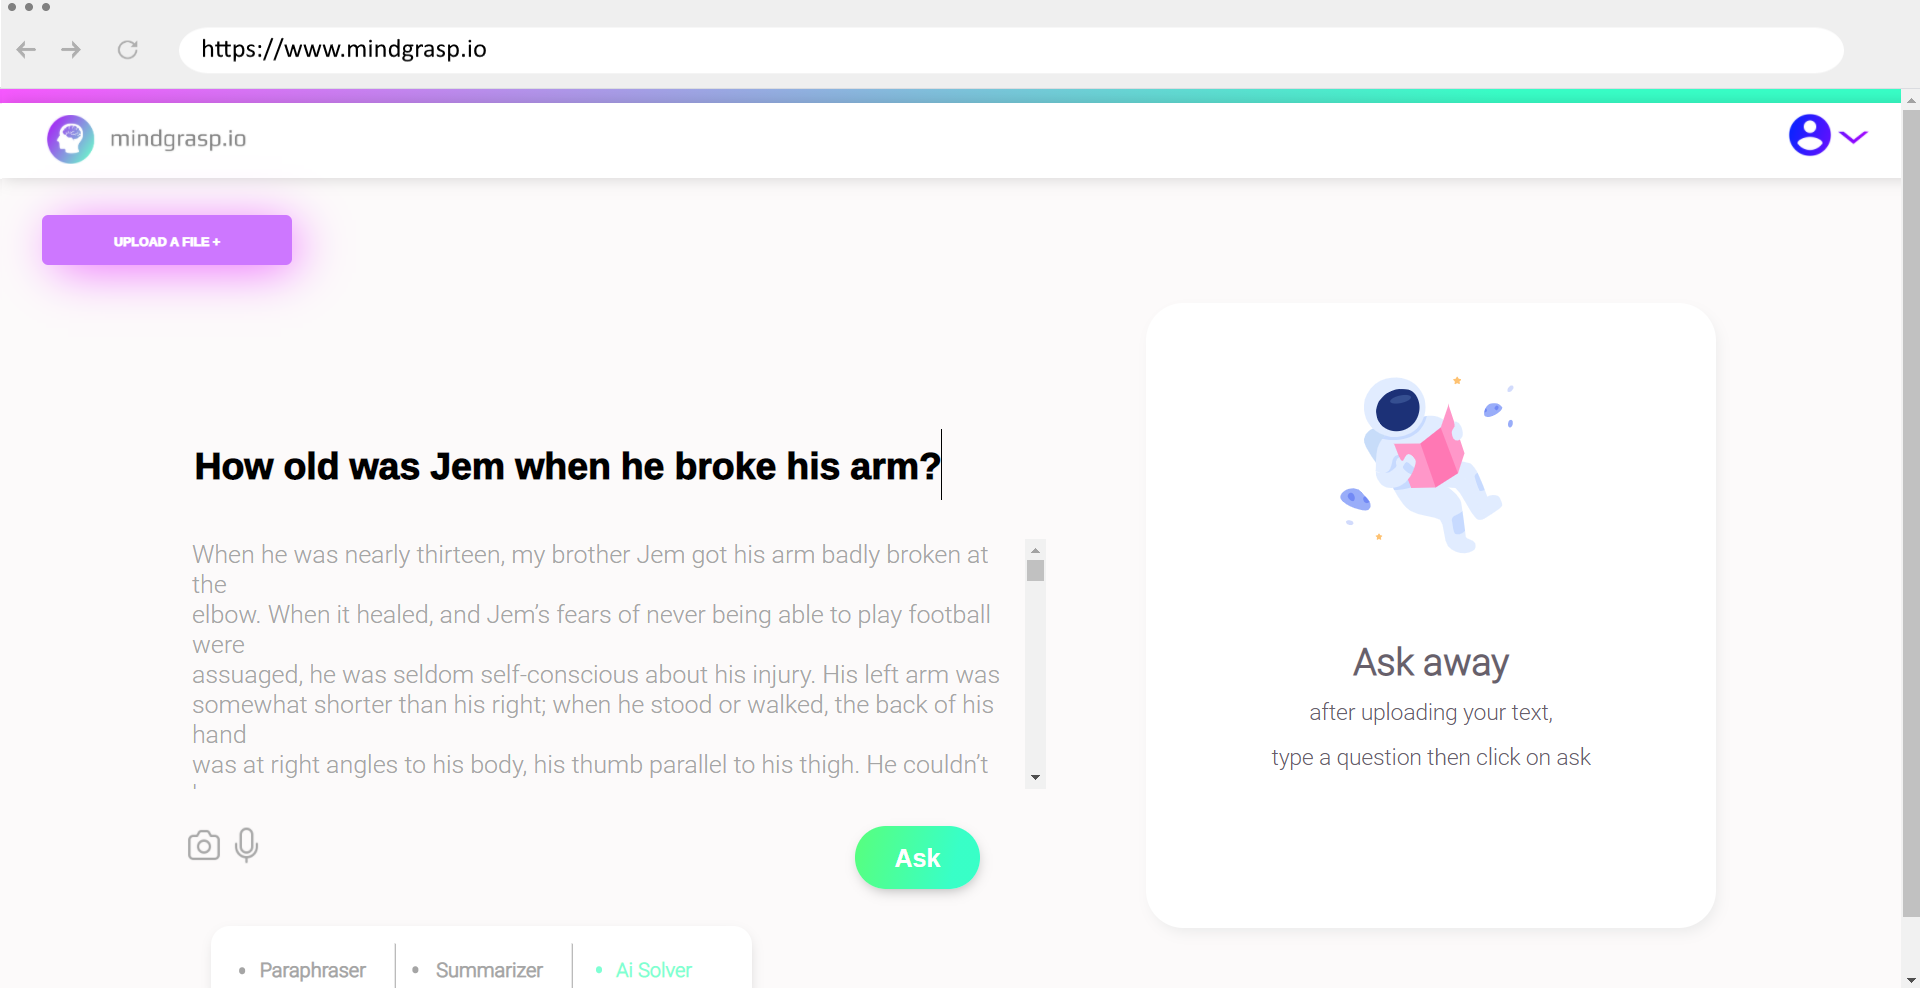 https://www.mindgrasp.io
mindgrasp.io
UPLOAD A FILE +
How old was Jem when he broke his arm?
When he was nearly thirteen, my brother Jem got his arm badly broken at
the
elbow. When it healed, and Jem’s fears of never being able to play football
were
assuaged, he was seldom self-conscious about his injury. His left arm was
somewhat shorter than his right; when he stood or walked, the back of his
hand
was at right angles to his body, his thumb parallel to his thigh. He couldn’t
Ask
• Paraphraser
• Summarizer
• Ai Solver
Ask away
after uploading your text,
type a question then click on ask